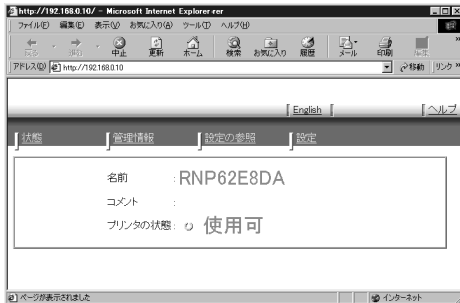 http://192.168.0.10/ - Microsoft Internet Explorer rer
ファイル(F) 編集(E) 表示(V) お気に入り(A) ツール(T) ヘルプ(H)
戻る 進む 中止 更新 ホーム 検索 お気に入り 履歴 メール 印刷 編集
アドレス(D) http://192.168.0.10 移動 リンク »
[ English [ [ ヘルプ
状態 管理情報 設定の参照 設定
名前 : RNP62E8DA
コメント :
プリンタの状態: 使用可
ページが表示されました インターネット